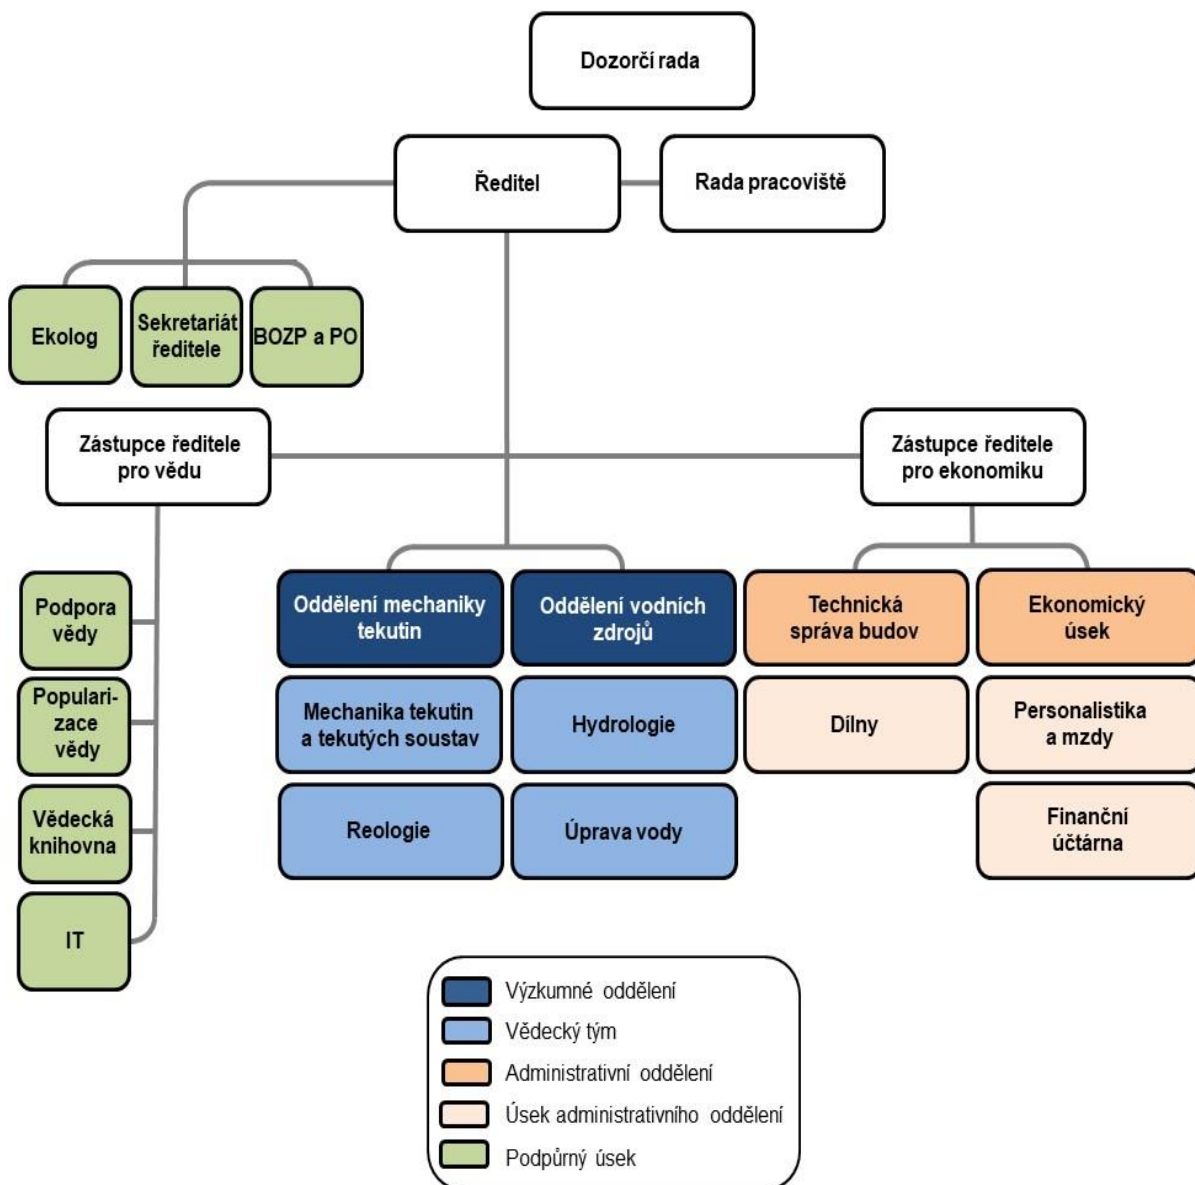 Dozorčí rada
Ředitel
Rada pracoviště
Ekolog
Sekretariát
ředitele
BOZP a PO
Zástupce ředitele
pro vědu
Zástupce ředitele
pro ekonomiku
Podpora
vědy
Populari-
zace
vědy
Vědecká
knihovna
IT
Oddělení mechaniky
tekutin
Mechanika tekutin
a tekutých soustav
Reologie
Oddělení vodních
zdrojů
Hydrologie
Úprava vody
Technická
správa budov
Dílny
Ekonomický
úsek
Personalistika
a mzdy
Finanční
účtárna
Výzkumné oddělení
Vědecký tým
Administrativní oddělení
Úsek administrativního oddělení
Podpůrný úsek